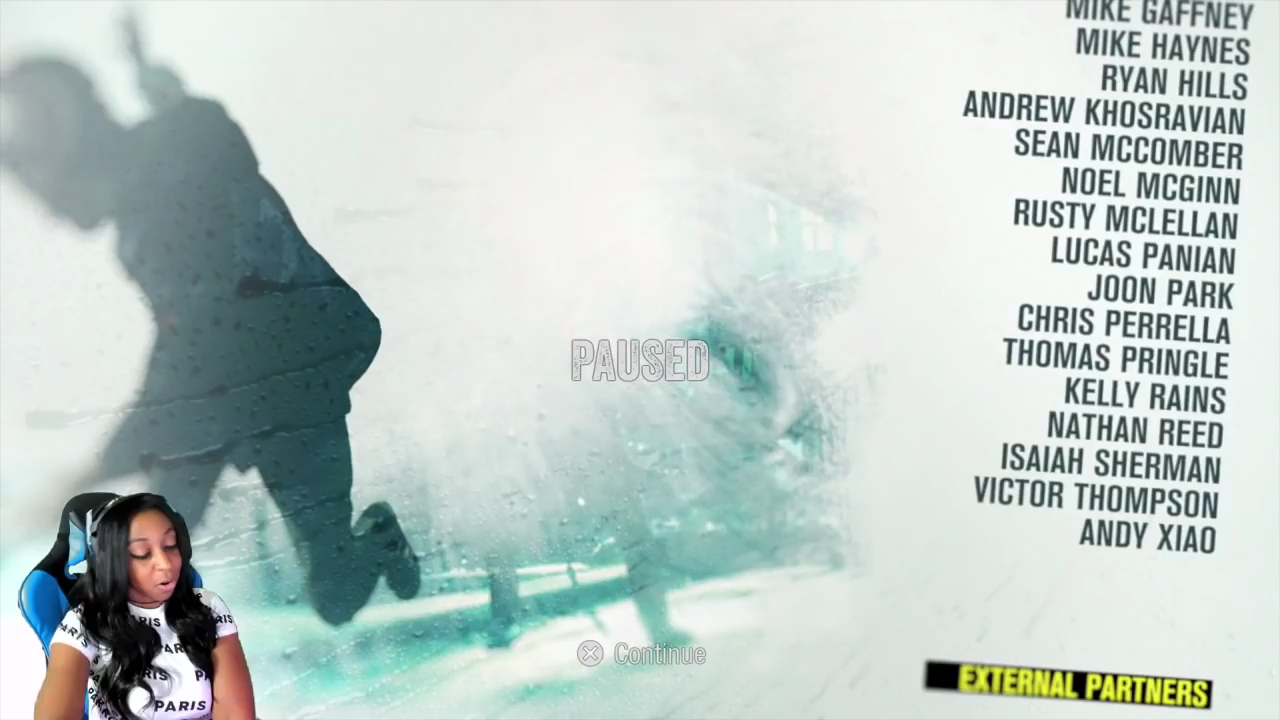 MIKE GAFFNEY
MIKE HAYNES
RYAN HILLS
ANDREW KHOSRAVIAN
SEAN MCCOMBER
NOEL MCGINN
RUSTY MCLELLAN
LUCAS PANIAN
JOON PARK
CHRIS PERRELLA
THOMAS PRINGLE
KELLY RAINS
NATHAN REED
ISAIAH SHERMAN
VICTOR THOMPSON
ANDY XIAO
PAUSED
Continue
EXTERNAL PARTNERS
PARIS